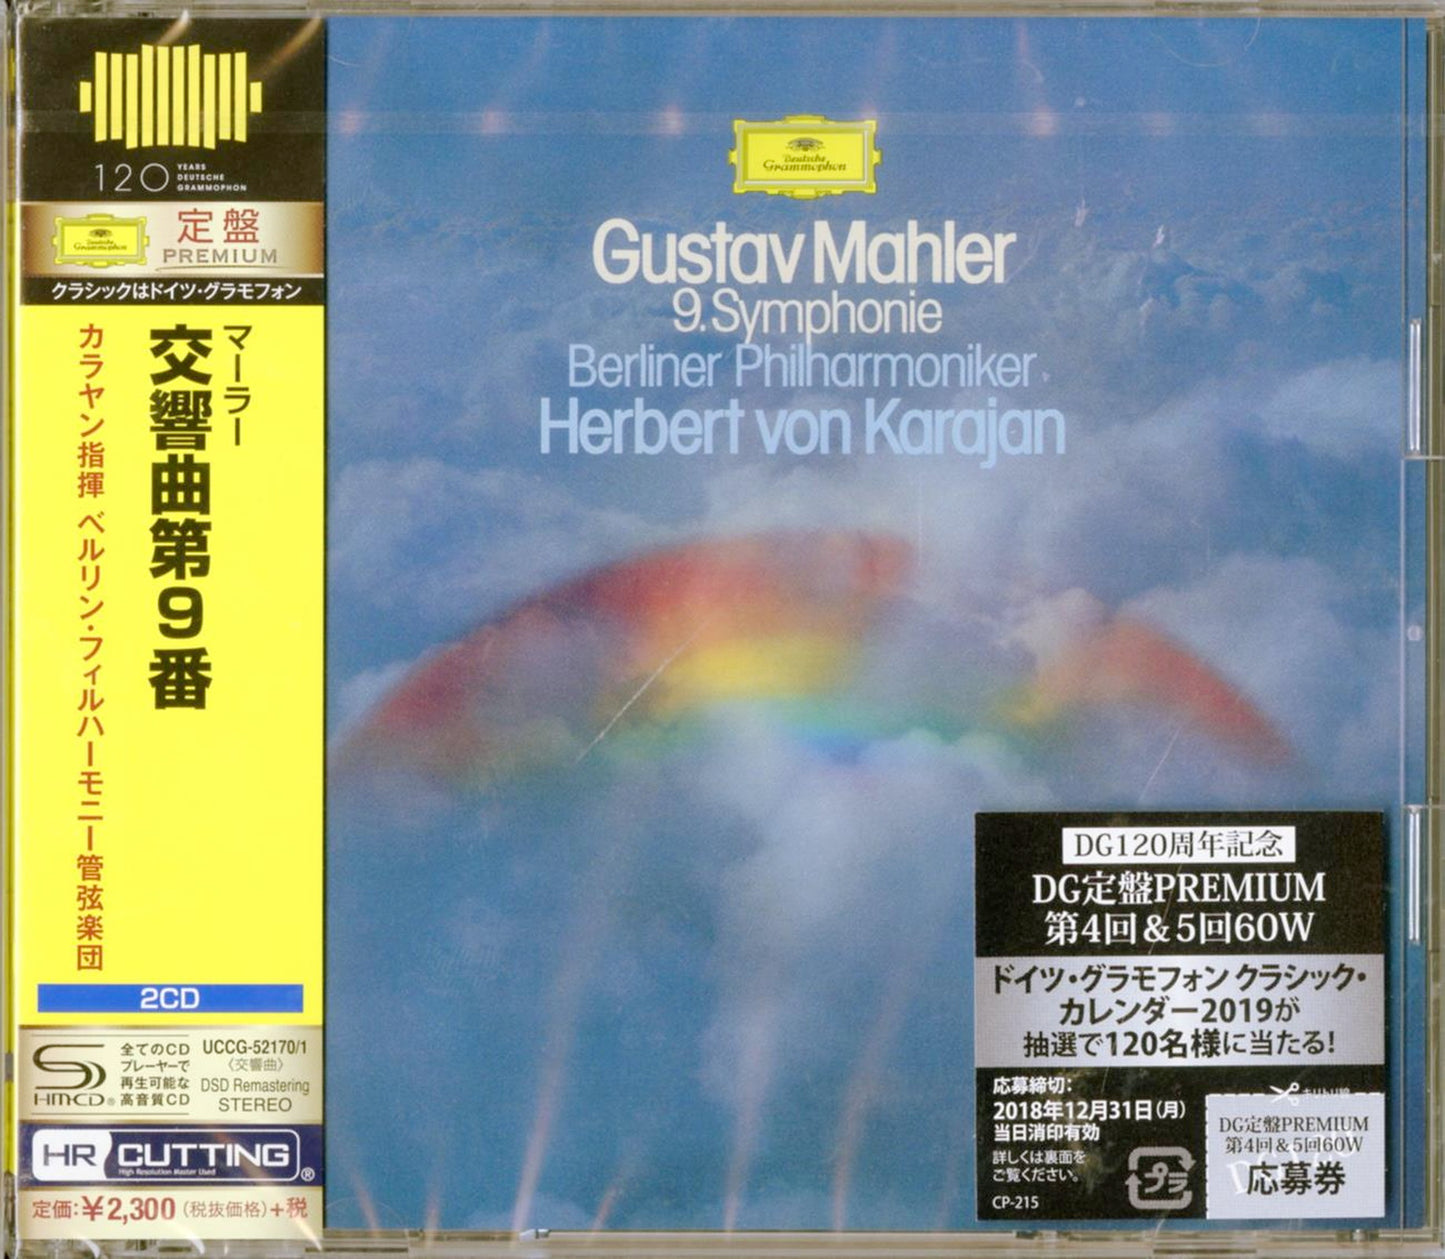 120 YEARS
DEUTSCHE
GRAMMOPHON
Deutsche
Grammophon
定盤
PREMIUM
クラシックはドイツ・グラモフォン
マーラー
交響曲第9番
カラヤン指揮 ベルリン・フィルハーモニー管弦楽団
2CD
SHM-CD®
全てのCD
プレーヤーで
再生可能な
高音質CD
UCCG-52170/1
〈交響曲〉
DSD Remastering
STEREO
HR CUTTING®
High Resolution Master Used
定価:¥2,300(税抜価格)+税
Deutsche
Grammophon
Gustav Mahler
9. Symphonie
Berliner Philharmoniker
Herbert von Karajan
DG120周年記念
DG定盤PREMIUM
第4回&5回60W
ドイツ・グラモフォン クラシック・
カレンダー2019が
抽選で120名様に当たる!
応募締切:
2018年12月31日(月)
当日消印有効
詳しくは裏面を
ご覧ください。
CP-215
プラ
キリトリ線
DG定盤PREMIUM
第4回&5回60W
応募券